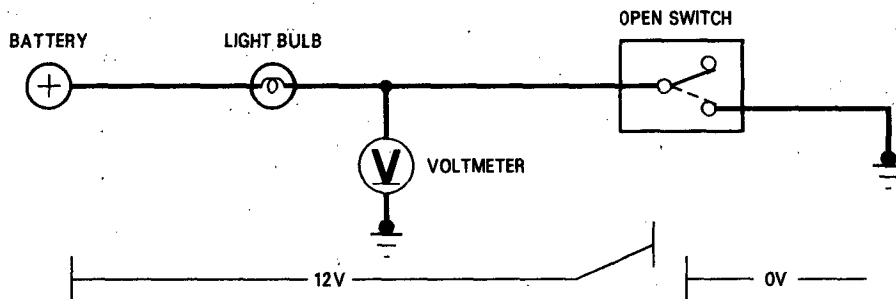 OPEN SWITCH
BATTERY
LIGHT BULB
+
V
VOLTMETER
12V
0V